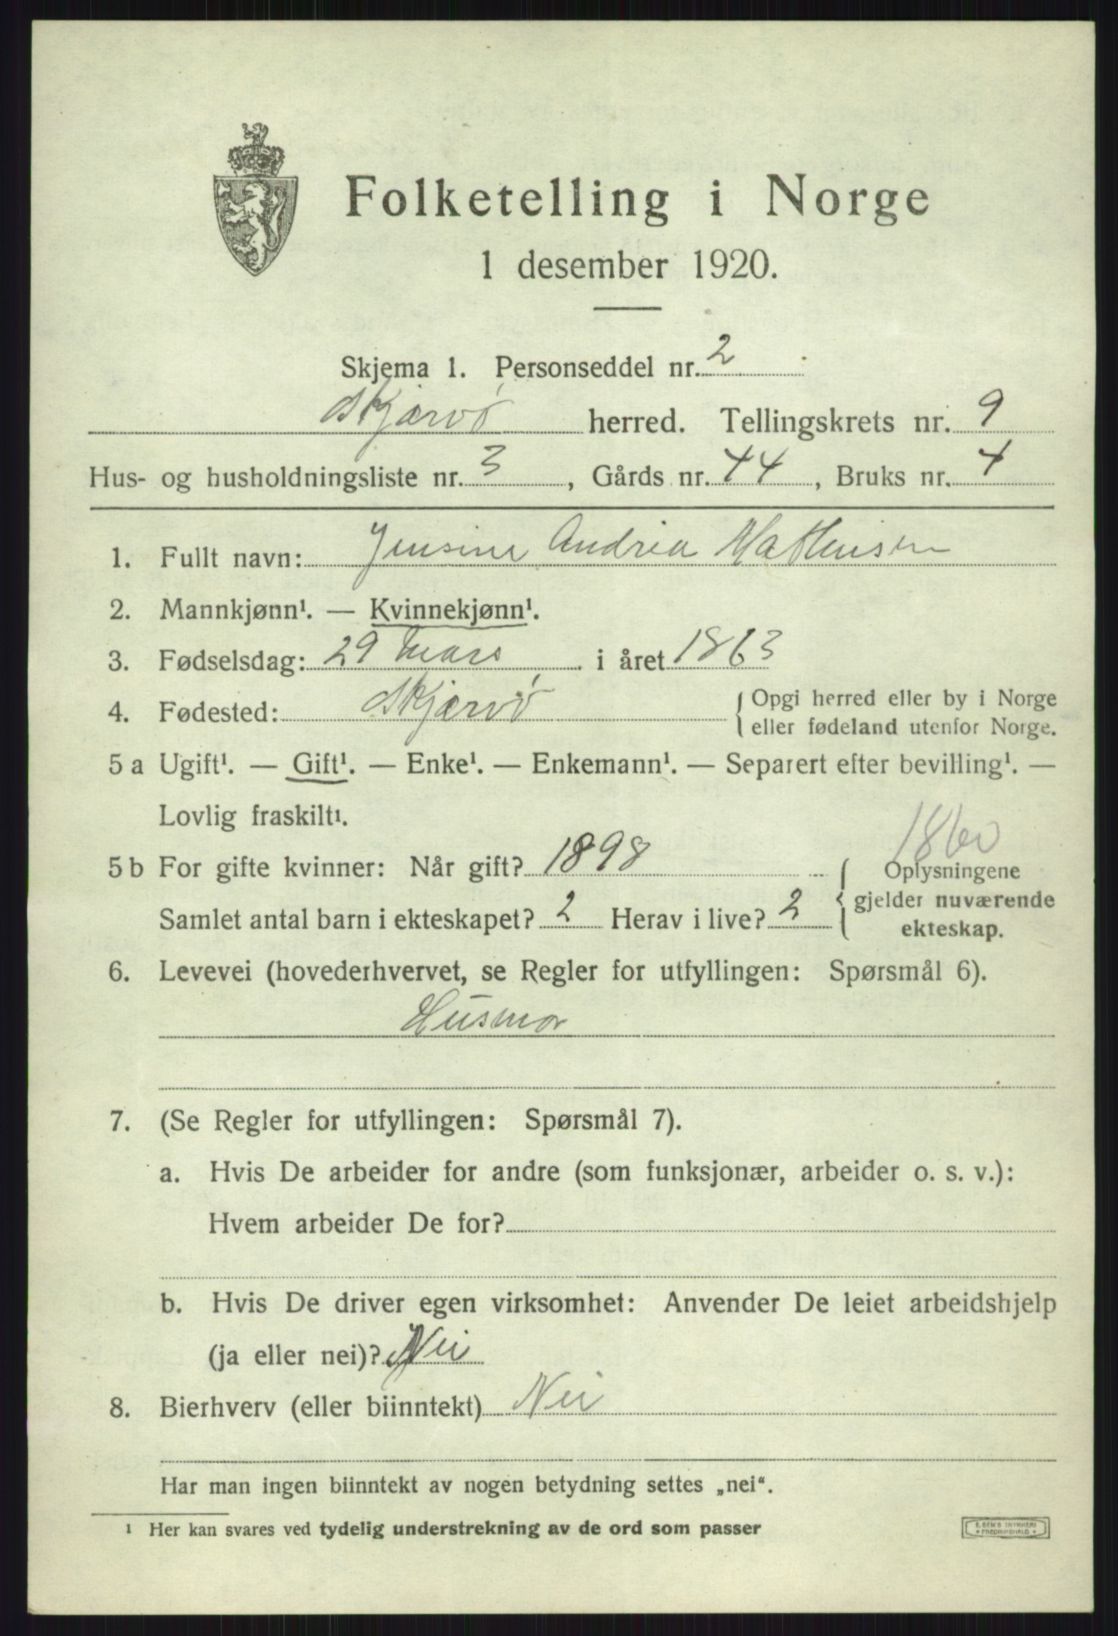 Folketelling i Norge
1 desember 1920.
Skjema 1. Personseddel nr. 2
Skjervø herred. Tellingskrets nr. 9
Hus- og husholdningsliste nr. 3, Gårds nr. 44, Bruks nr. 4
1. Fullt navn: Jensine Andrea Mathiusen
2. Mannkjønn¹. — Kvinnekjønn¹.
3. Fødselsdag: 29 mars i året 1863
4. Fødested: Skjervø {Opgi herred eller by i Norge
eller fødeland utenfor Norge.
5 a Ugift¹. — Gift¹. — Enke¹. — Enkemann¹. — Separert efter bevilling¹. —
Lovlig fraskilt¹.
1860
5 b For gifte kvinner: Når gift? 1898 { Oplysningene
Samlet antal barn i ekteskapet? 2 Herav i live? 2 gjelder nuværende
ekteskap.
6. Levevei (hovederhvervet, se Regler for utfyllingen: Spørsmål 6).
Husmor
7. (Se Regler for utfyllingen: Spørsmål 7).
a. Hvis De arbeider for andre (som funksjonær, arbeider o. s. v.):
Hvem arbeider De for?
b. Hvis De driver egen virksomhet: Anvender De leiet arbeidshjelp
(ja eller nei)? Nei
8. Bierhverv (eller biinntekt) Nei
Har man ingen biinntekt av nogen betydning settes „nei“.
¹ Her kan svares ved tydelig understrekning av de ord som passer